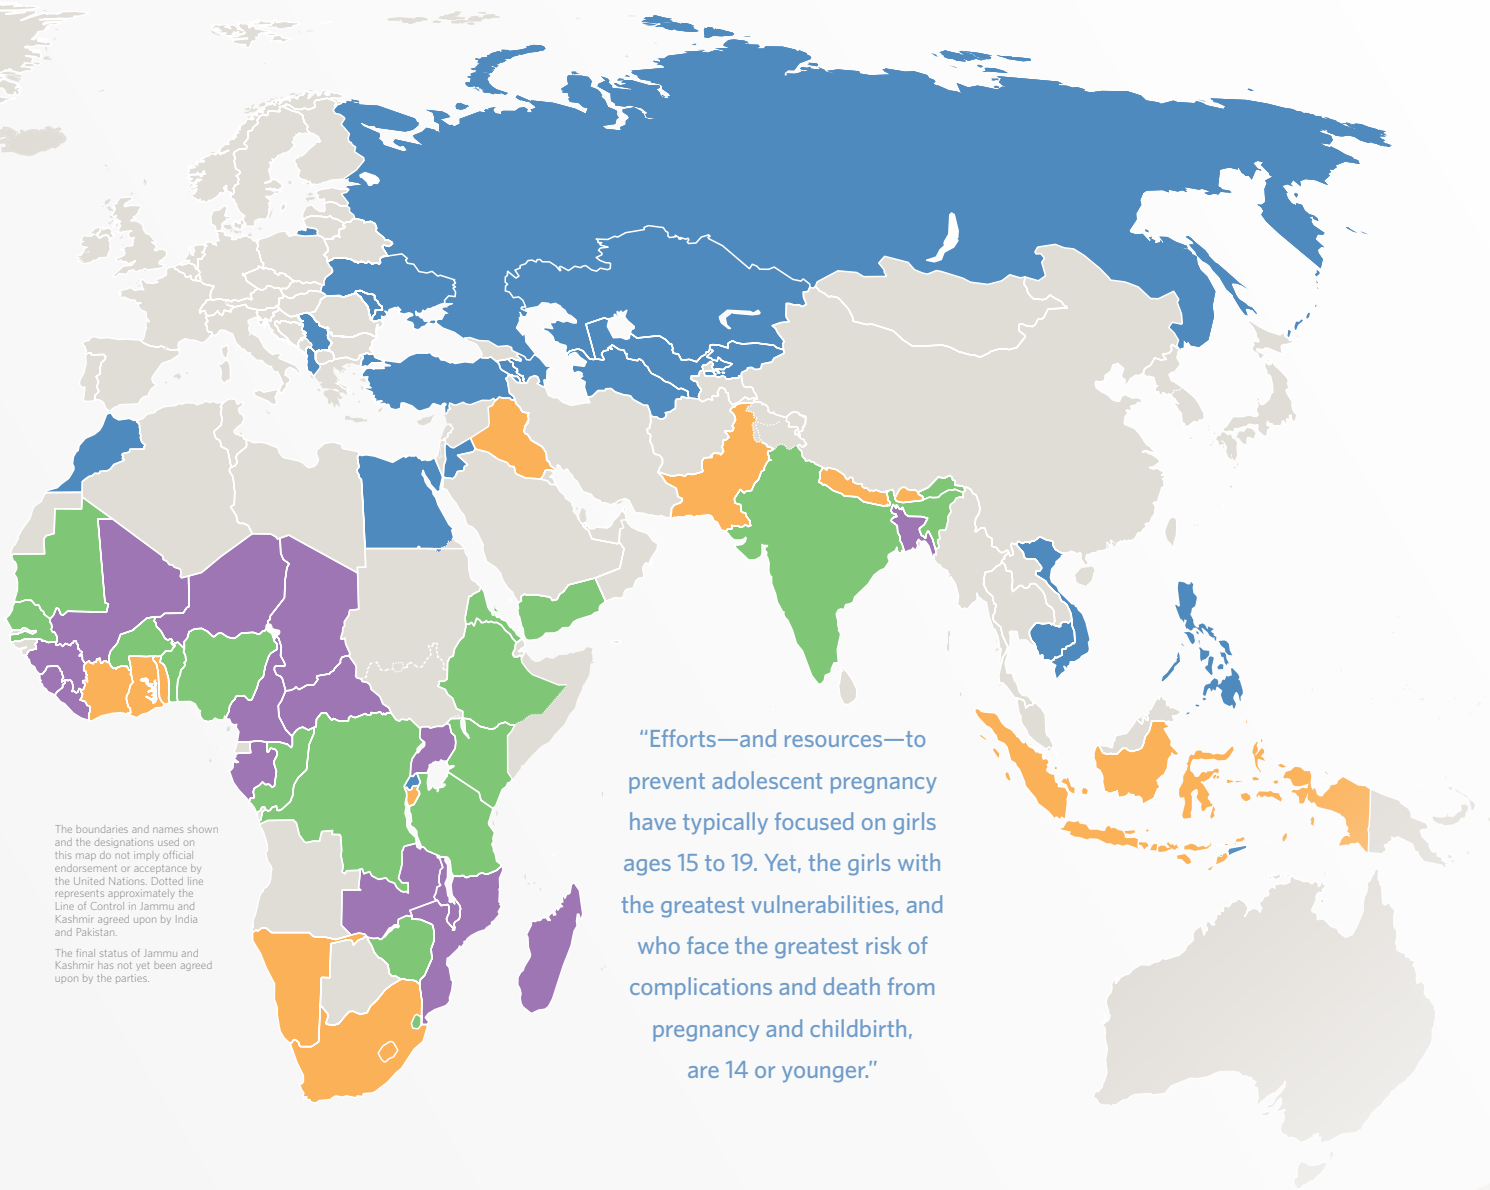 “Efforts—and resources—to
prevent adolescent pregnancy
have typically focused on girls
ages 15 to 19. Yet, the girls with
the greatest vulnerabilities, and
who face the greatest risk of
complications and death from
pregnancy and childbirth,
are 14 or younger.”
The boundaries and names shown
and the designations used on
this map do not imply official
endorsement or acceptance by
the United Nations. Dotted line
represents approximately the
Line of Control in Jammu and
Kashmir agreed upon by India
and Pakistan.
The final status of Jammu and
Kashmir has not yet been agreed
upon by the parties.